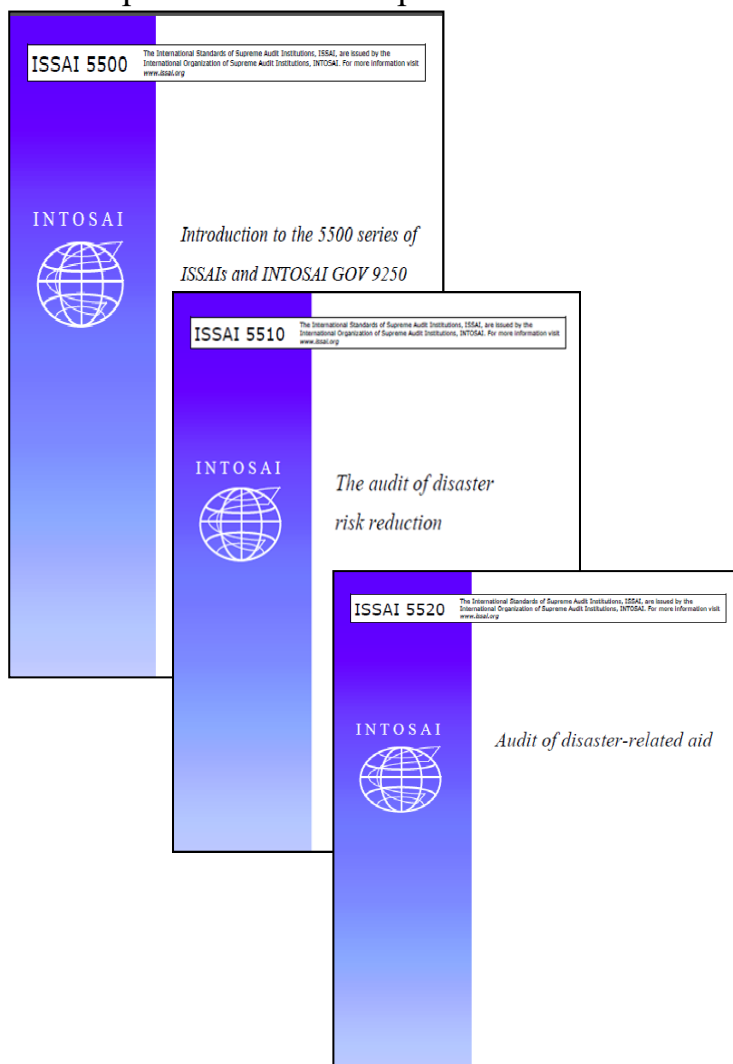 ISSAI 5500
The International Standards of Supreme Audit Institutions, ISSAI, are issued by the
International Organization of Supreme Audit Institutions, INTOSAI. For more information visit
www.issai.org
INTOSAI
Introduction to the 5500 series of
ISSAIs and INTOSAI GOV 9250
ISSAI 5510
The International Standards of Supreme Audit Institutions, ISSAI, are issued by the
International Organization of Supreme Audit Institutions, INTOSAI. For more information visit
www.issai.org
INTOSAI
The audit of disaster
risk reduction
ISSAI 5520
The International Standards of Supreme Audit Institutions, ISSAI, are issued by the
International Organization of Supreme Audit Institutions, INTOSAI. For more information visit
www.issai.org
INTOSAI
Audit of disaster-related aid